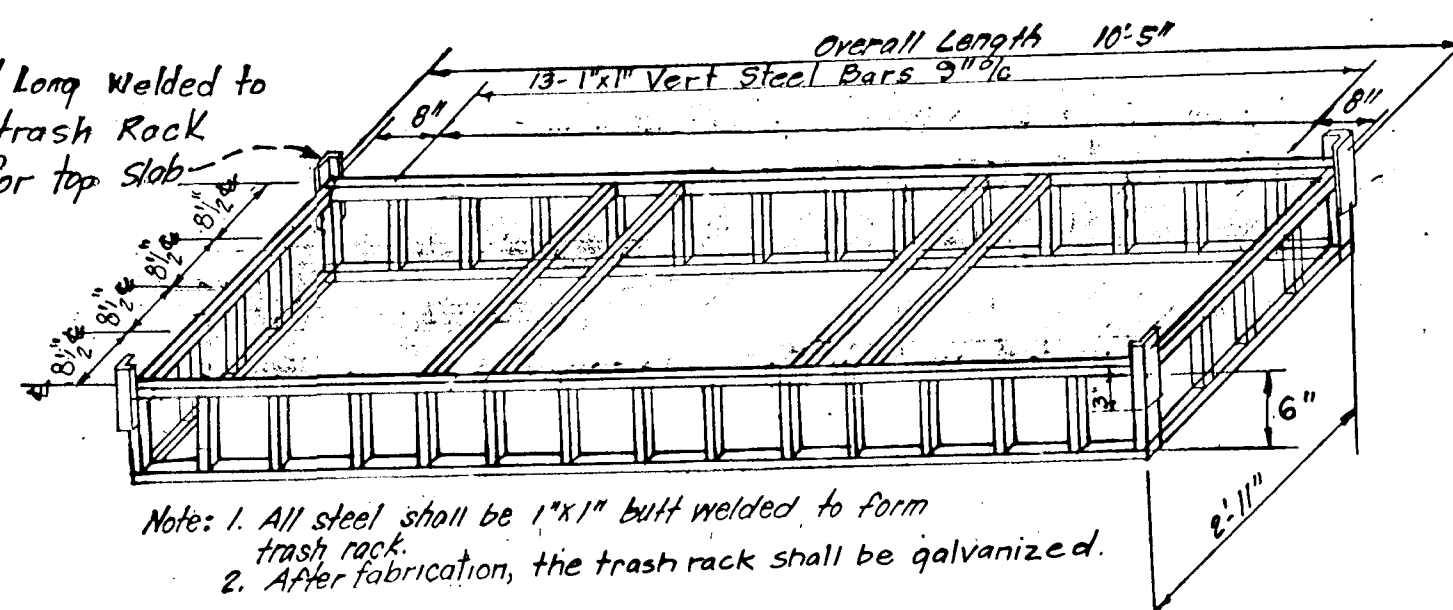 Overall Length 10'-5"
13-1"x1" Vert Steel Bars 9" o/c
8"
8"
Long Welded to
trash Rack
for top slab
8½" ℄
8½" ℄
8½" ℄
8½" ℄
3"
6"
2'-11"
Note: 1. All steel shall be 1"x1" butt welded to form
trash rack.
2. After fabrication, the trash rack shall be galvanized.